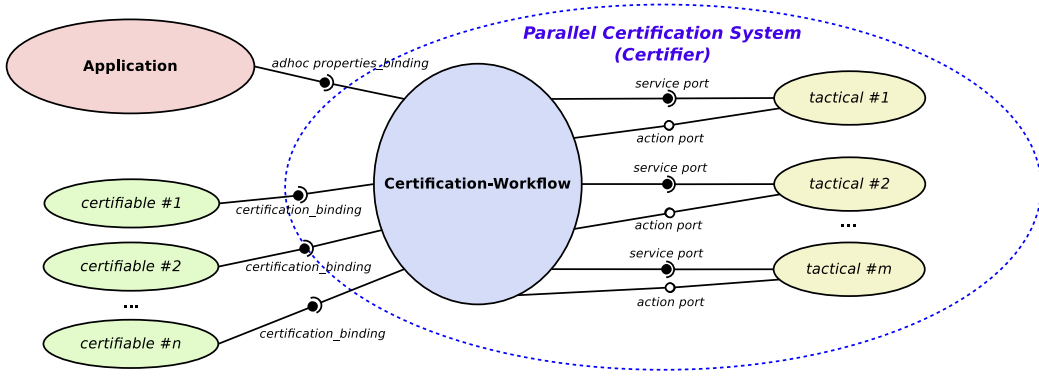 Parallel Certification System
(Certifier)
Application
adhoc properties_binding
service port
tactical #1
action port
certifiable #1
certification_binding
Certification-Workflow
service port
tactical #2
action port
...
certifiable #2
certification_binding
service port
tactical #m
action port
...
certifiable #n
certification_binding